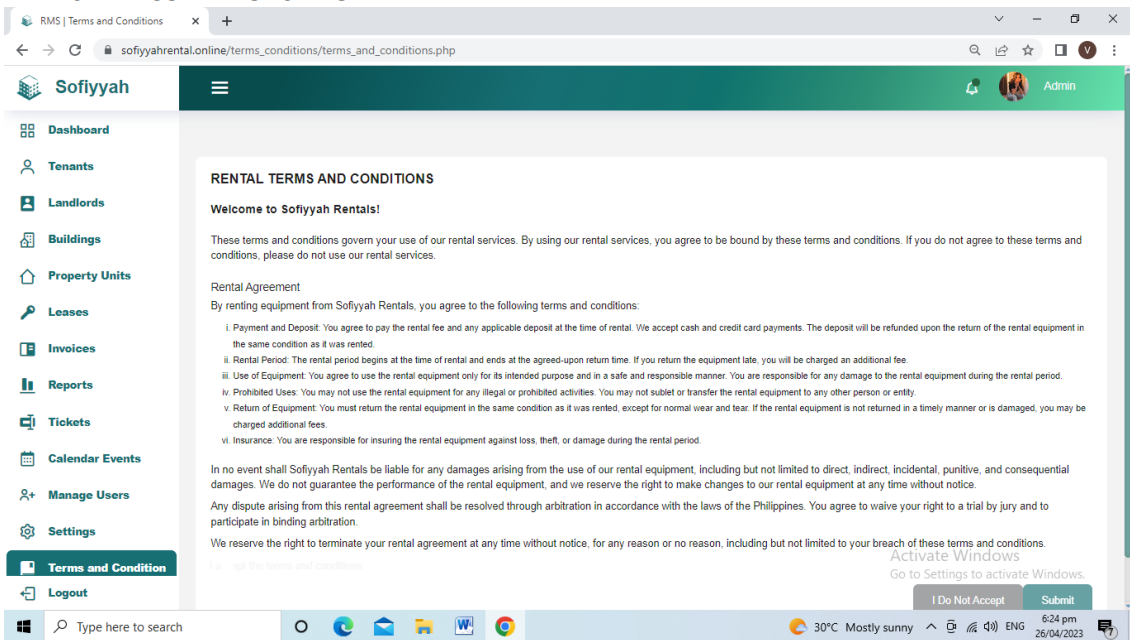 RMS | Terms and Conditions
sofiyyahrental.online/terms_conditions/terms_and_conditions.php
V
Sofiyyah
Admin
Dashboard
Tenants
Landlords
Buildings
Property Units
Leases
Invoices
Reports
Tickets
Calendar Events
Manage Users
Settings
Terms and Condition
Logout
RENTAL TERMS AND CONDITIONS
Welcome to Sofiyyah Rentals!
These terms and conditions govern your use of our rental services. By using our rental services, you agree to be bound by these terms and conditions. If you do not agree to these terms and
conditions, please do not use our rental services.
Rental Agreement
By renting equipment from Sofiyyah Rentals, you agree to the following terms and conditions:
i. Payment and Deposit: You agree to pay the rental fee and any applicable deposit at the time of rental. We accept cash and credit card payments. The deposit will be refunded upon the return of the rental equipment in
the same condition as it was rented.
ii. Rental Period: The rental period begins at the time of rental and ends at the agreed-upon return time. If you return the equipment late, you will be charged an additional fee.
iii. Use of Equipment: You agree to use the rental equipment only for its intended purpose and in a safe and responsible manner. You are responsible for any damage to the rental equipment during the rental period.
iv. Prohibited Uses: You may not use the rental equipment for any illegal or prohibited activities. You may not sublet or transfer the rental equipment to any other person or entity.
v. Return of Equipment: You must return the rental equipment in the same condition as it was rented, except for normal wear and tear. If the rental equipment is not returned in a timely manner or is damaged, you may be
charged additional fees.
vi. Insurance: You are responsible for insuring the rental equipment against loss, theft, or damage during the rental period.
In no event shall Sofiyyah Rentals be liable for any damages arising from the use of our rental equipment, including but not limited to direct, indirect, incidental, punitive, and consequential
damages. We do not guarantee the performance of the rental equipment, and we reserve the right to make changes to our rental equipment at any time without notice.
Any dispute arising from this rental agreement shall be resolved through arbitration in accordance with the laws of the Philippines. You agree to waive your right to a trial by jury and to
participate in binding arbitration.
We reserve the right to terminate your rental agreement at any time without notice, for any reason or no reason, including but not limited to your breach of these terms and conditions.
the terms and conditions
Activate Windows
Go to Settings to activate Windows.
I Do Not Accept
Submit
Type here to search
30°C Mostly sunny
ENG
6:24 pm
26/04/2023